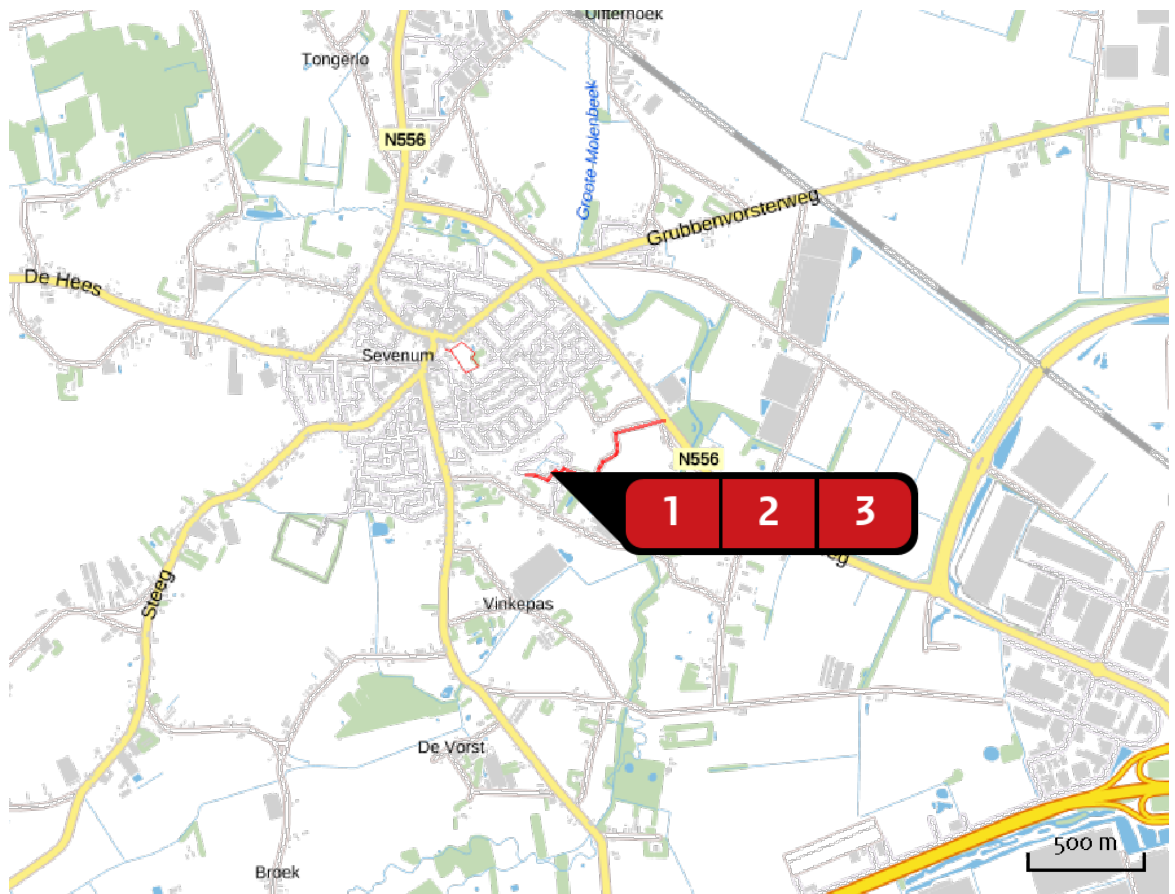 Tongerlo
N556
Groote Molenbeek
Grubbenvorsterweg
De Hees
Sevenum
N556
1 2 3
Steeg
Vinkepas
De Vorst
500 m
Broek